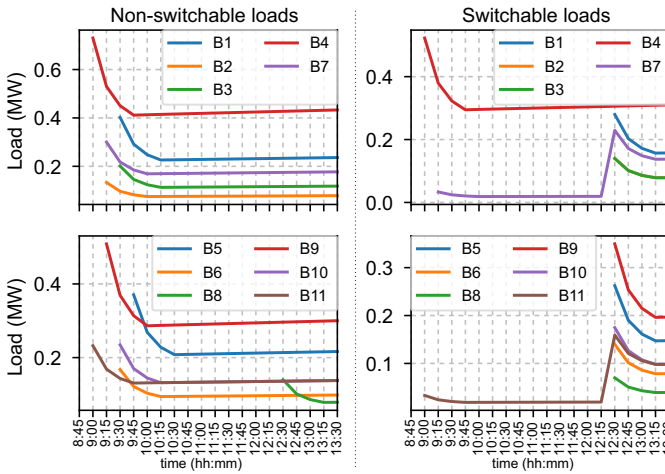 Non-switchable loads
Switchable loads
Load (MW)
0.6
0.4
0.2
B1
B2
B3
B4
B7
0.4
0.2
0.0
B1
B2
B3
B4
B7
Load (MW)
0.4
0.2
B5
B6
B8
B9
B10
B11
0.3
0.2
0.1
B5
B6
B8
B9
B10
B11
8:45
9:00
9:15
9:30
9:45
10:00
10:15
10:30
10:45
11:00
11:15
11:30
11:45
12:00
12:15
12:30
12:45
13:00
13:15
13:30
time (hh:mm)
8:45
9:00
9:15
9:30
9:45
10:00
10:15
10:30
10:45
11:00
11:15
11:30
11:45
12:00
12:15
12:30
12:45
13:00
13:15
time (hh:mm)